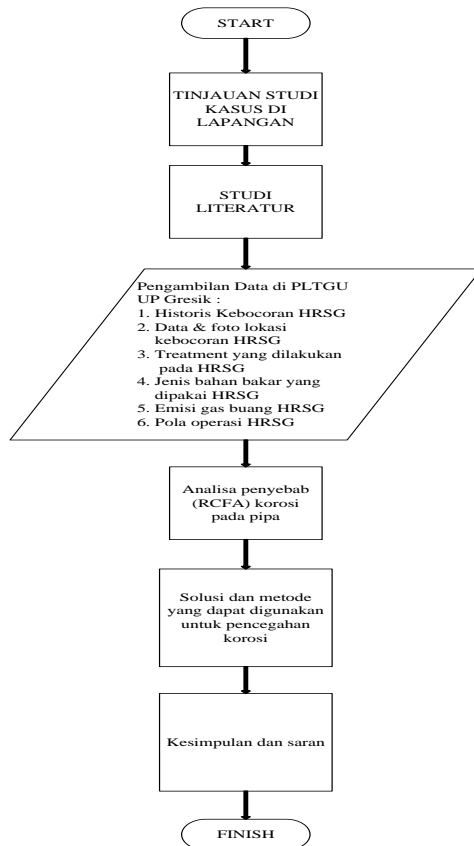 START
TINJAUAN STUDI
KASUS DI
LAPANGAN
STUDI
LITERATUR
Pengambilan Data di PLTGU
UP Gresik :
1. Historis Kebocoran HRSG
2. Data & foto lokasi
kebocoran HRSG
3. Treatment yang dilakukan
pada HRSG
4. Jenis bahan bakar yang
dipakai HRSG
5. Emisi gas buang HRSG
6. Pola operasi HRSG
Analisa penyebab
(RCFA) korosi
pada pipa
Solusi dan metode
yang dapat digunakan
untuk pencegahan
korosi
Kesimpulan dan saran
FINISH